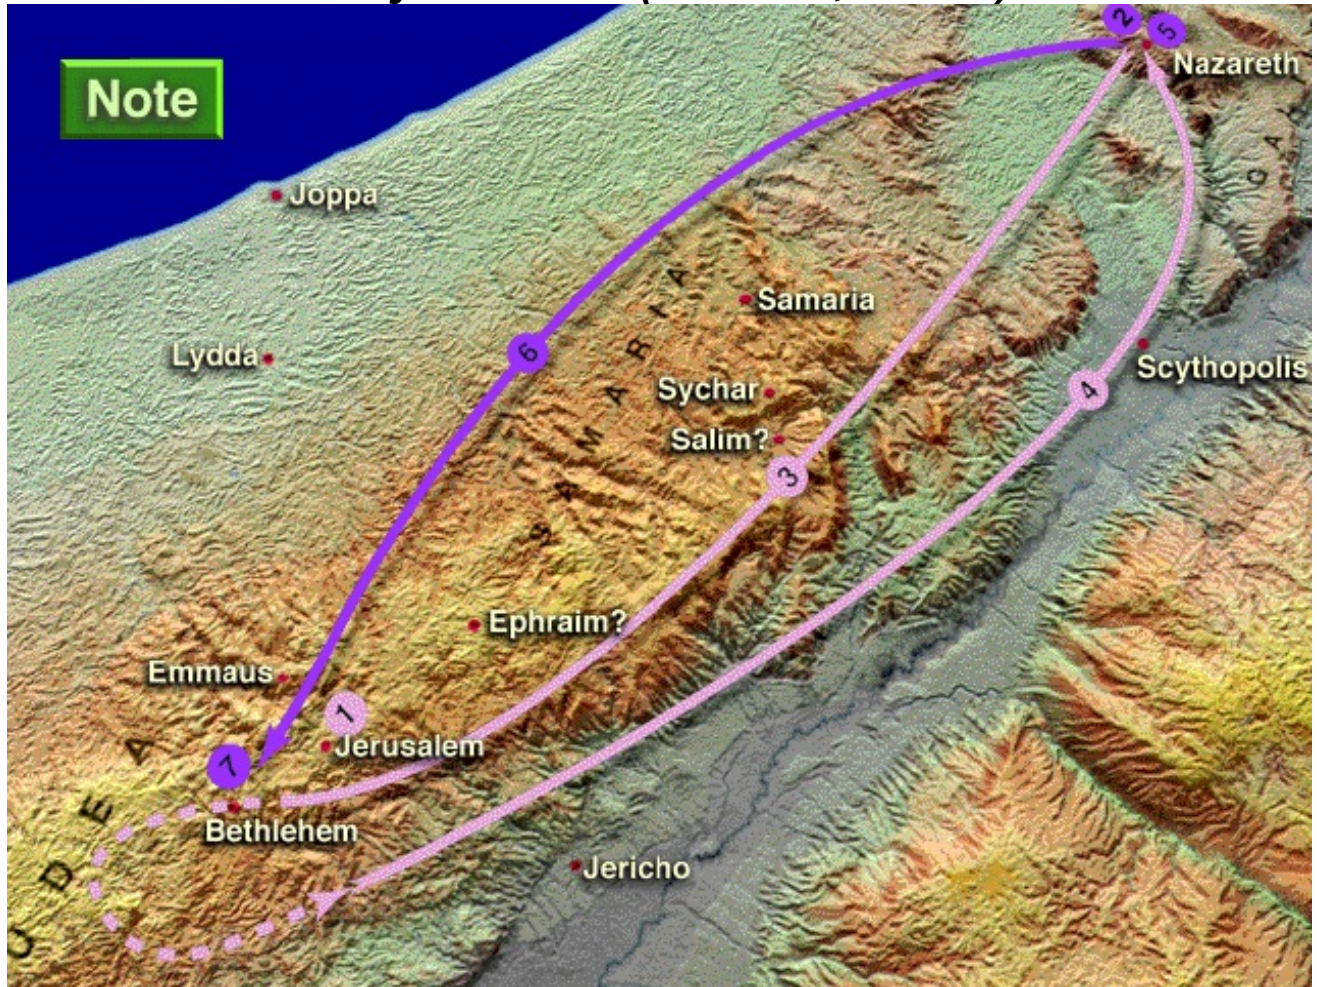 2
5
Nazareth
Note
GA
Joppa
SAMARIA
Samaria
Lydda
6
Scythopolis
Sychar
4
Salim?
3
Ephraim?
Emmaus
1
Jerusalem
7
JUDEA
Bethlehem
Jericho